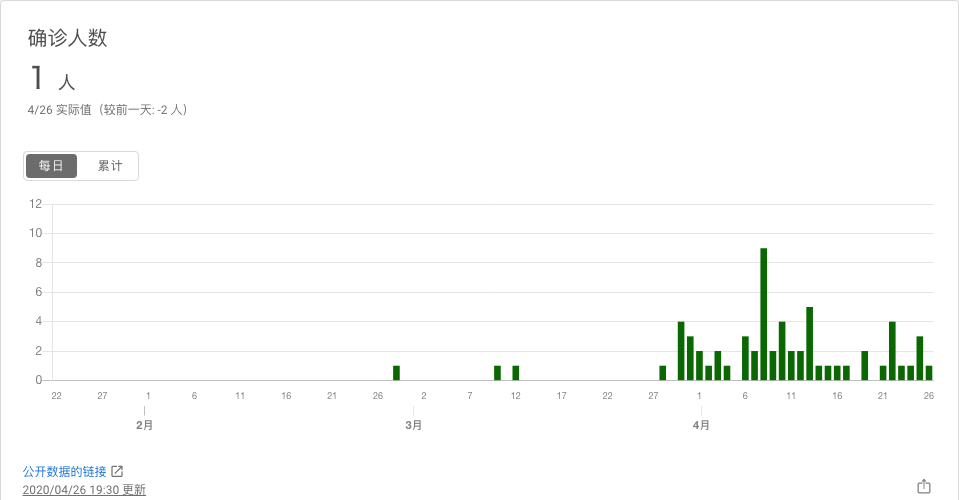 确诊人数
1 人
4/26 实际值（较前一天: -2 人）
每日 累计
12
10
8
6
4
2
0
22 27 1 6 11 16 21 26 2 7 12 17 22 27 1 6 11 16 21 26
2月 3月 4月
公开数据的链接
2020/04/26 19:30 更新